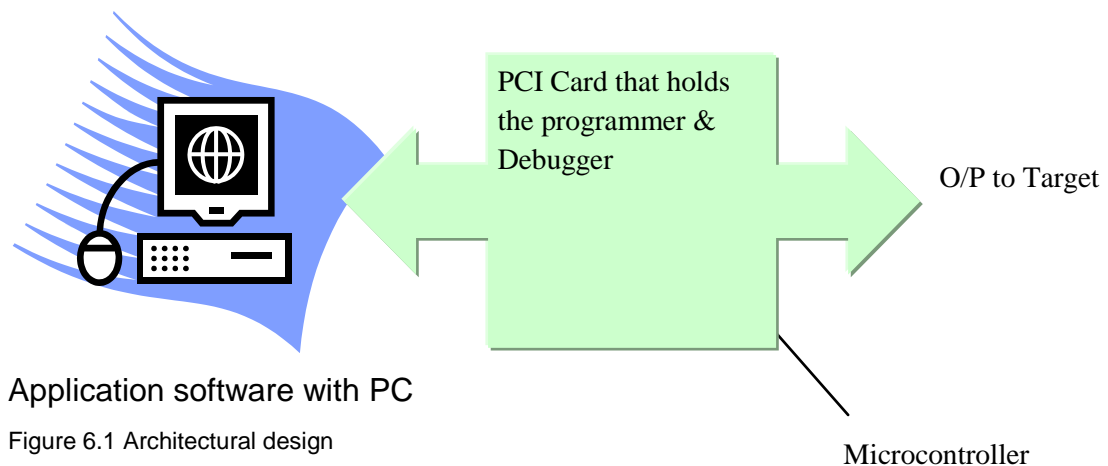 PCI Card that holds
the programmer &
Debugger
O/P to Target
Application software with PC
Figure 6.1 Architectural design
Microcontroller